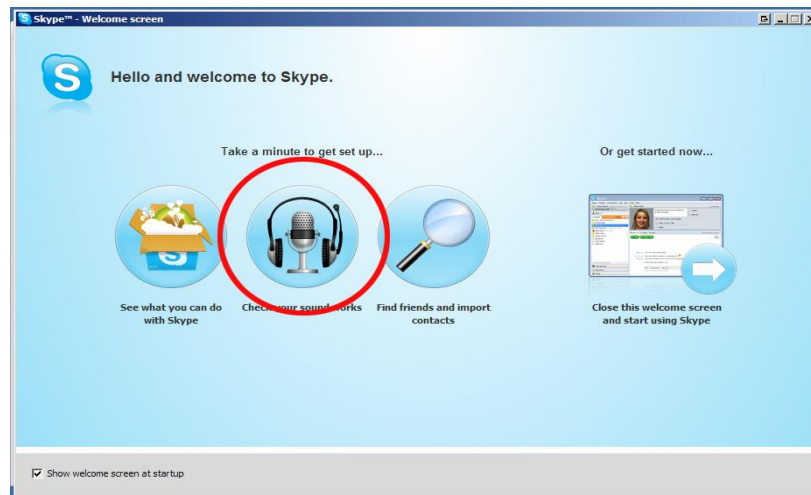 Skype™ - Welcome screen
Hello and welcome to Skype.
Take a minute to get set up...
Or get started now...
See what you can do
with Skype
Check your sound works
Find friends and import
contacts
Close this welcome screen
and start using Skype
Show welcome screen at startup